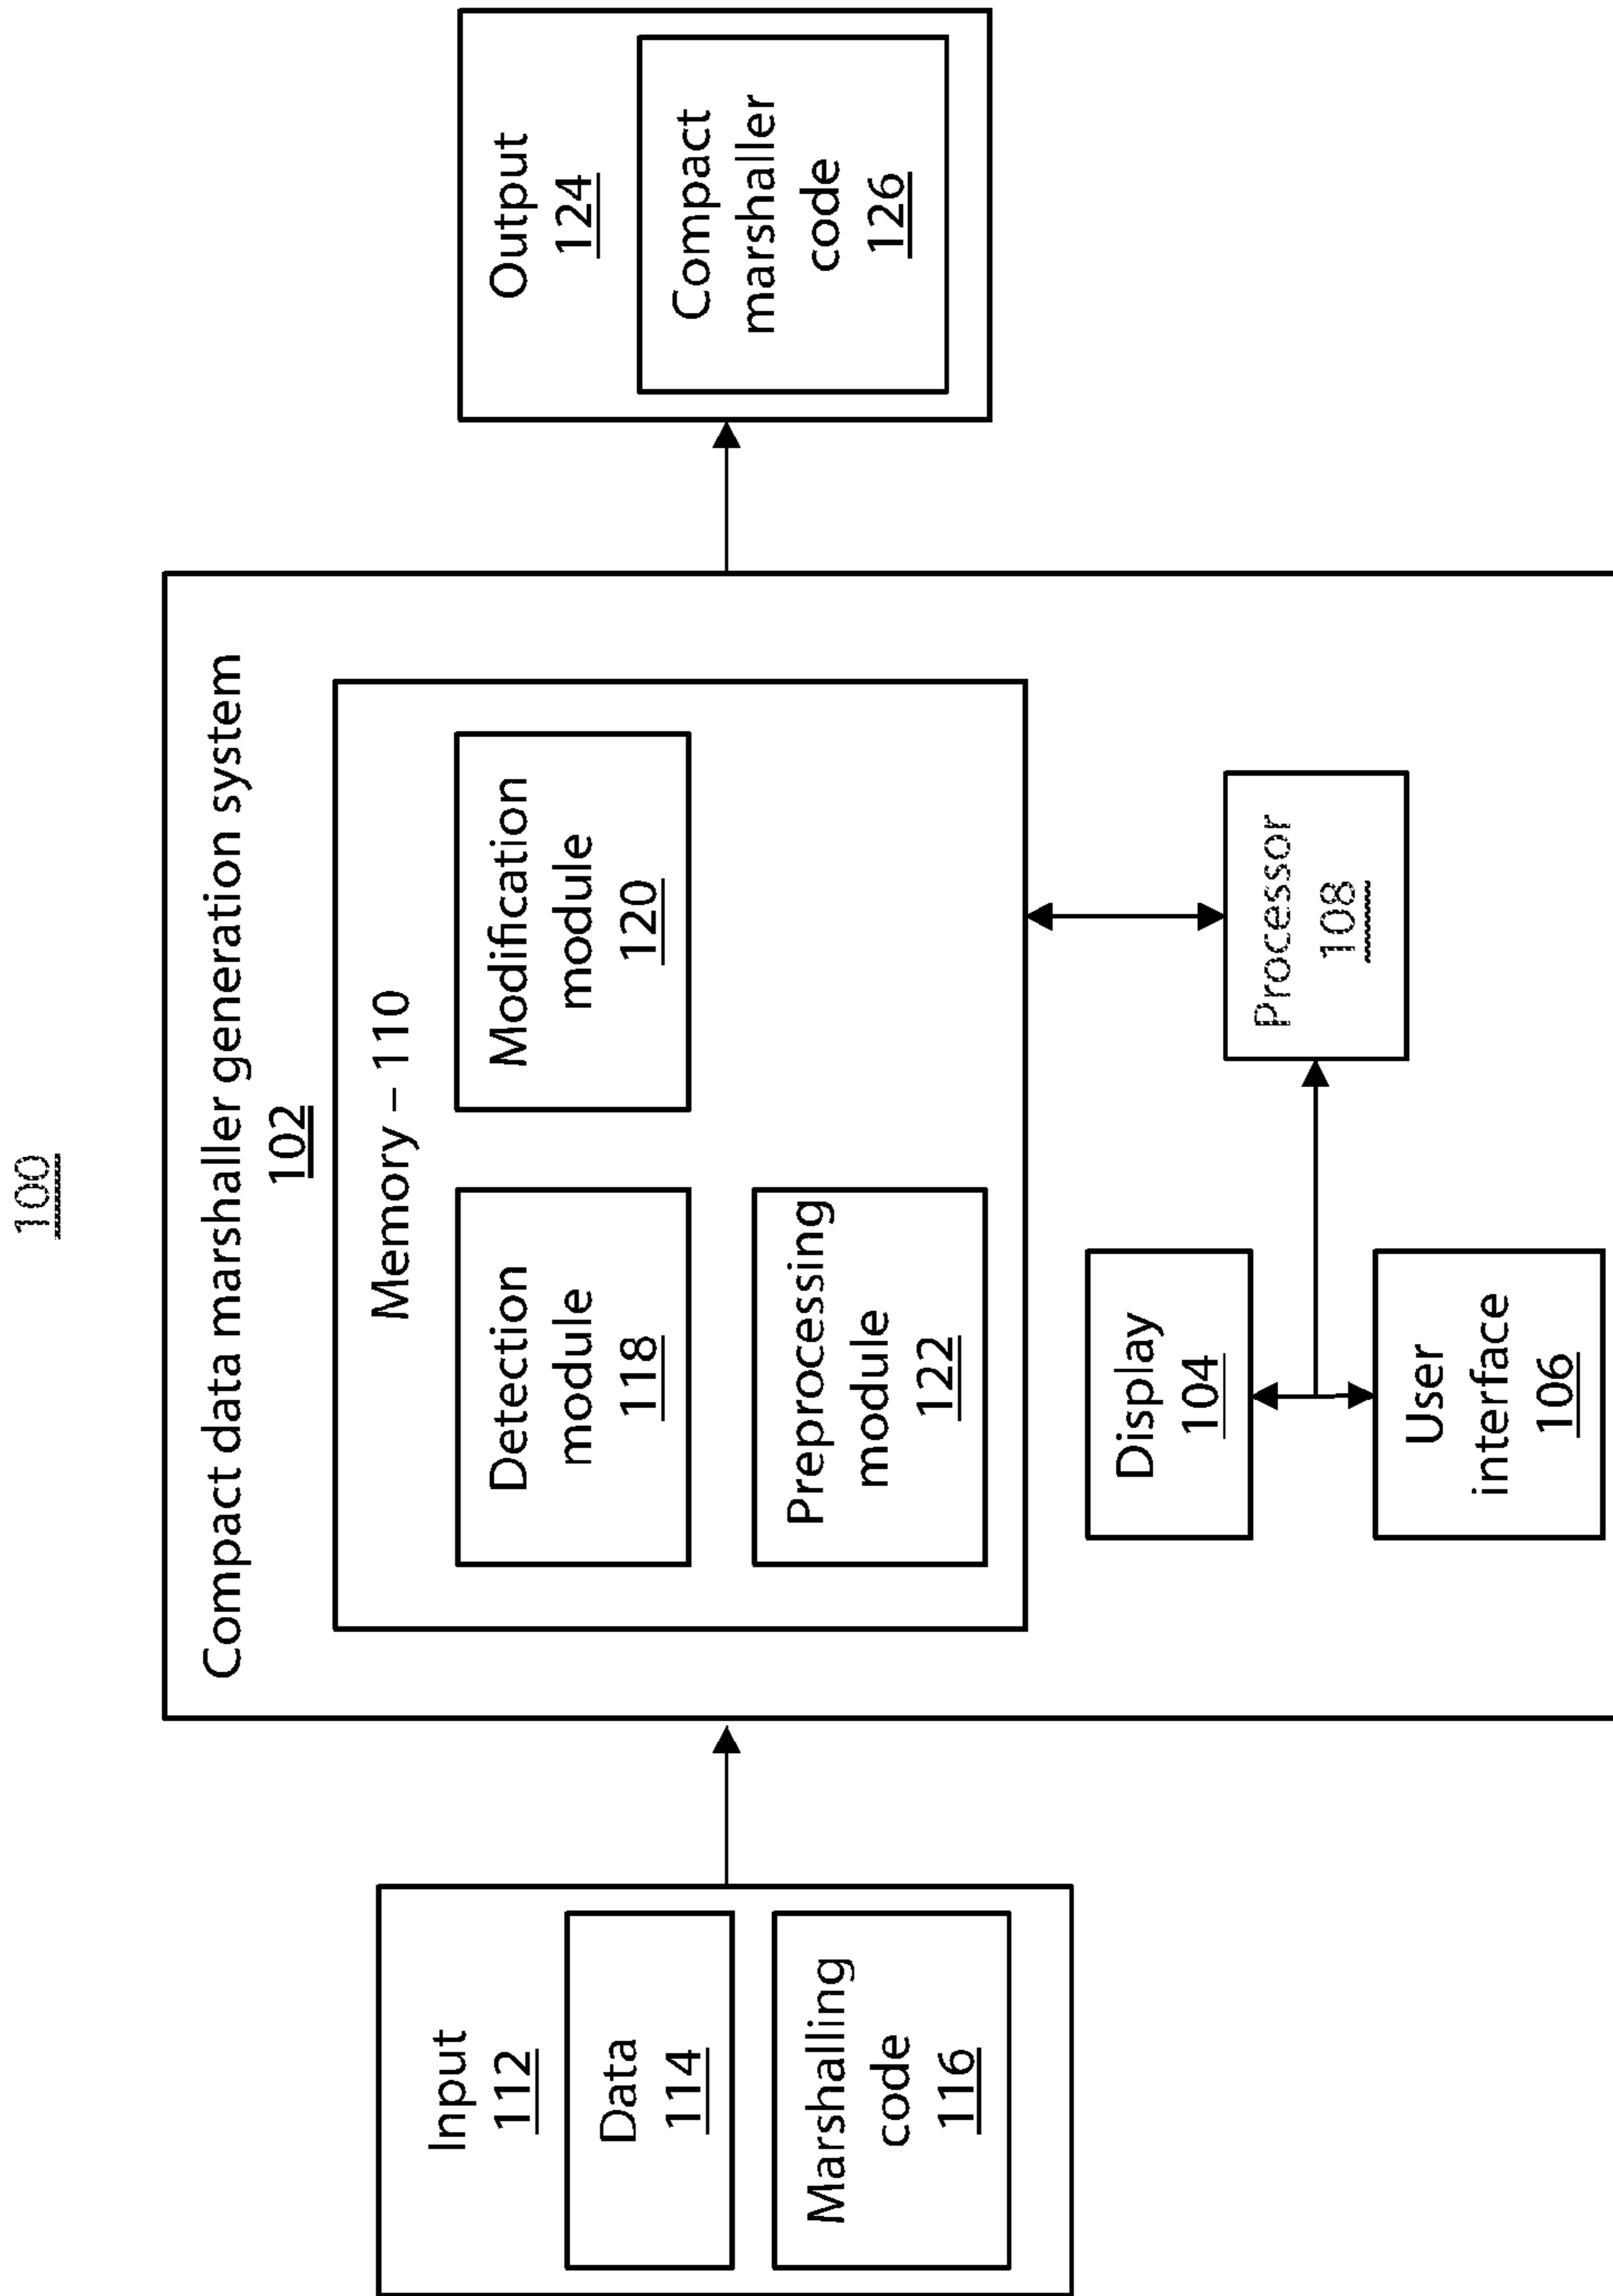 100
Compact data marshaller generation system
102
Input
112
Data
114
Marshalling
code
116
Memory – 110
Detection
module
118
Modification
module
120
Preprocessing
module
122
Display
104
User
interface
106
Processor
108
Output
124
Compact
marshaller
code
126